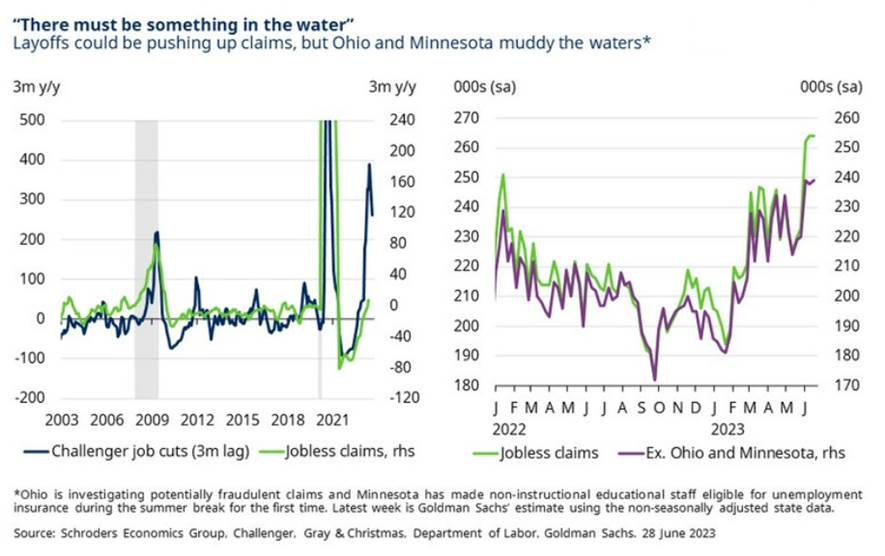 “There must be something in the water”
Layoffs could be pushing up claims, but Ohio and Minnesota muddy the waters*
3m y/y 3m y/y
500 240
400 200
300 160
200 120
100 80
0 40
-100 0
-200 -40
-80
-120
2003 2006 2009 2012 2015 2018 2021
Challenger job cuts (3m lag) Jobless claims, rhs
000s (sa) 000s (sa)
270 260
260 250
250 240
240 230
230 220
220 210
210 200
200 190
190 180
180 170
J F M A M J J A S O N D J F M A M J
2022 2023
Jobless claims Ex. Ohio and Minnesota, rhs
*Ohio is investigating potentially fraudulent claims and Minnesota has made non-instructional educational staff eligible for unemployment
insurance during the summer break for the first time. Latest week is Goldman Sachs’ estimate using the non-seasonally adjusted state data.
Source: Schroders Economics Group, Challenger, Gray & Christmas, Department of Labor, Goldman Sachs. 28 June 2023